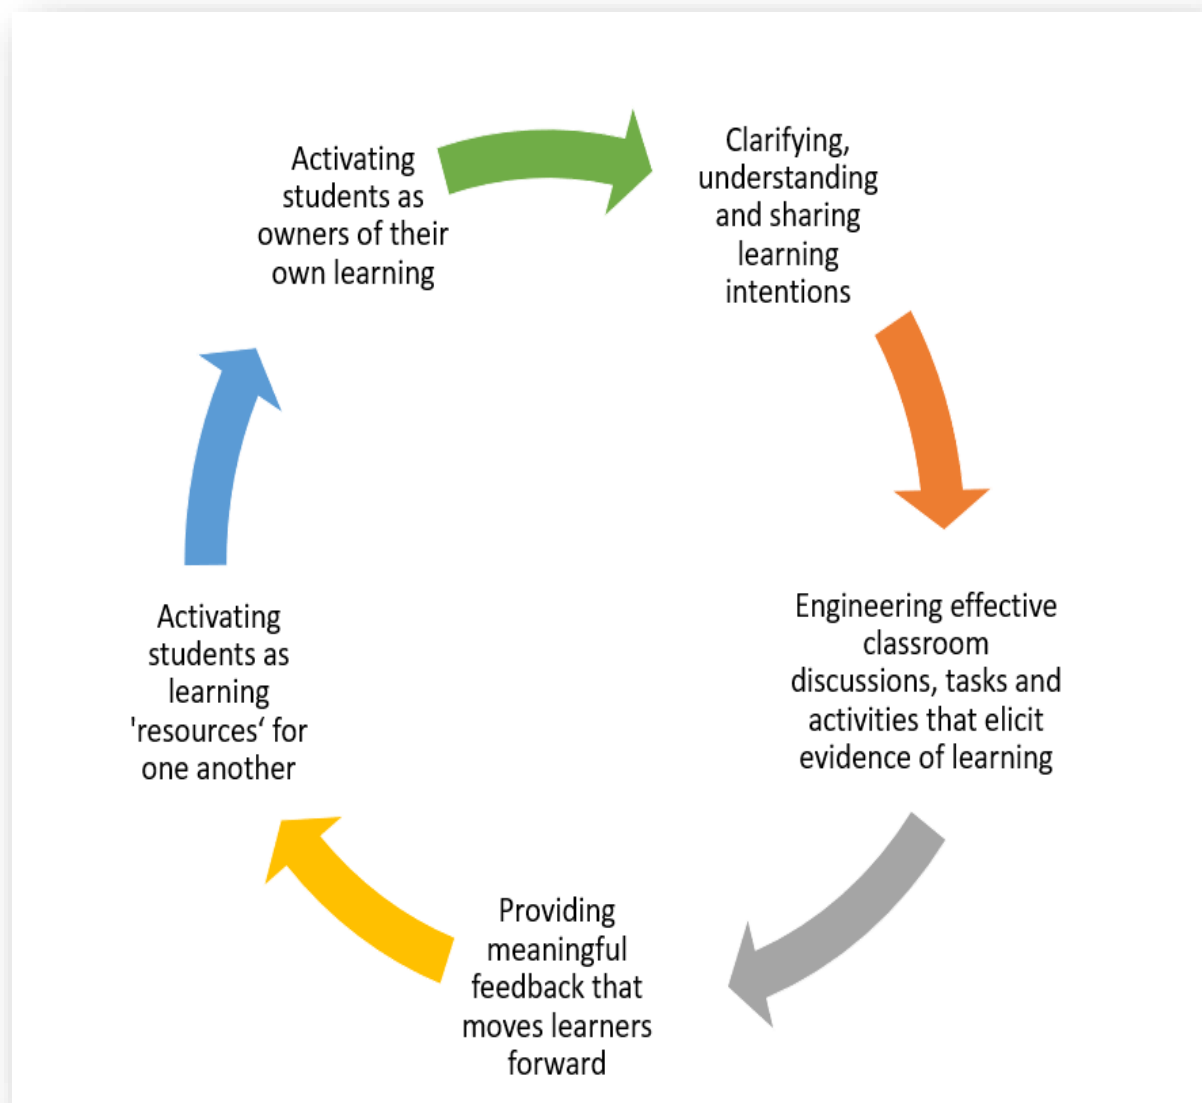 Activating
students as
owners of their
own learning
Clarifying,
understanding
and sharing
learning
intentions
Engineering effective
classroom
discussions, tasks and
activities that elicit
evidence of learning
Providing
meaningful
feedback that
moves learners
forward
Activating
students as
learning
'resources‘ for
one another